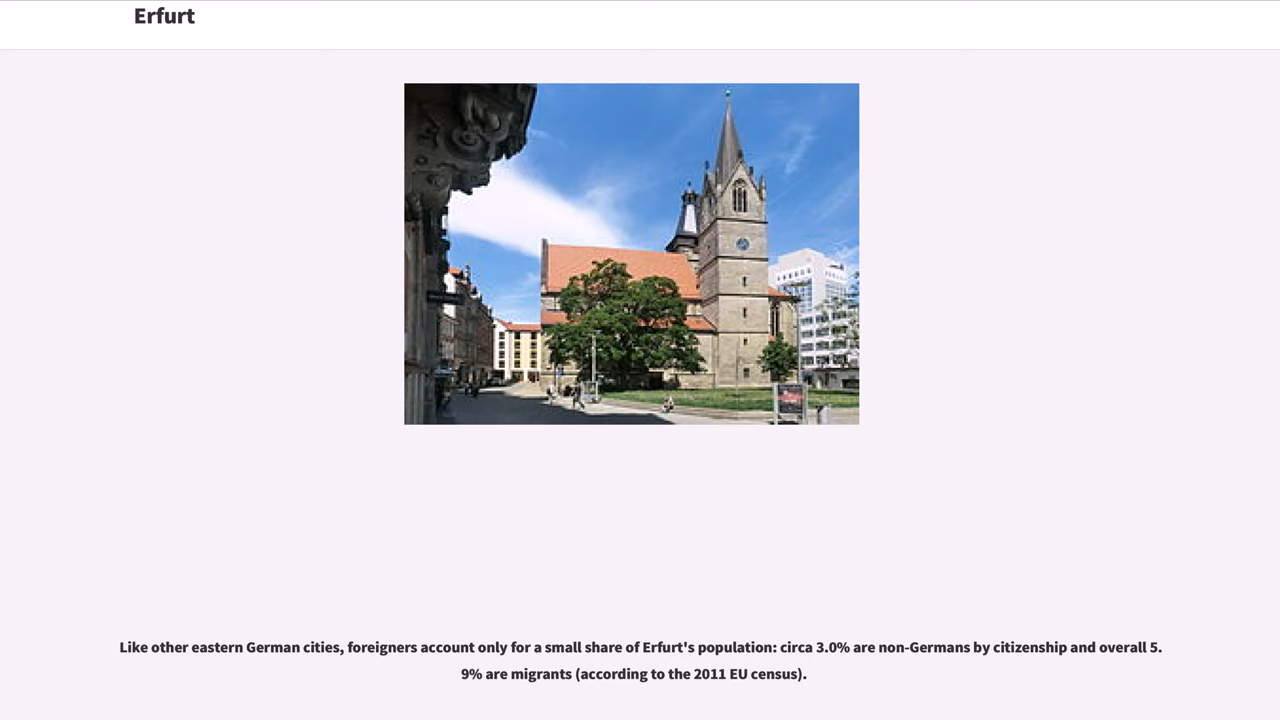 Erfurt
Like other eastern German cities, foreigners account only for a small share of Erfurt's population: circa 3.0% are non-Germans by citizenship and overall 5.
9% are migrants (according to the 2011 EU census).